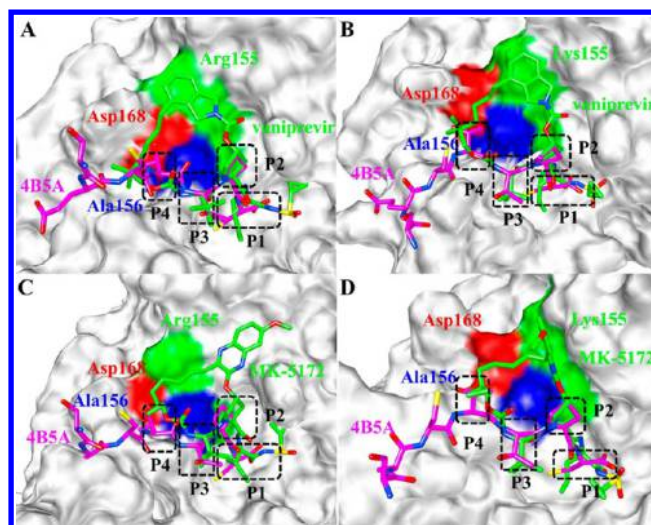 A
Arg155
Asp168
vaniprevir
Ala156
4B5A
P4
P3
P2
P1
B
Lys155
Asp168
vaniprevir
Ala156
4B5A
P4
P3
P2
P1
C
Arg155
Asp168
MK-5172
Ala156
4B5A
P4
P3
P2
P1
D
Lys155
Asp168
MK-5172
Ala156
4B5A
P4
P3
P2
P1